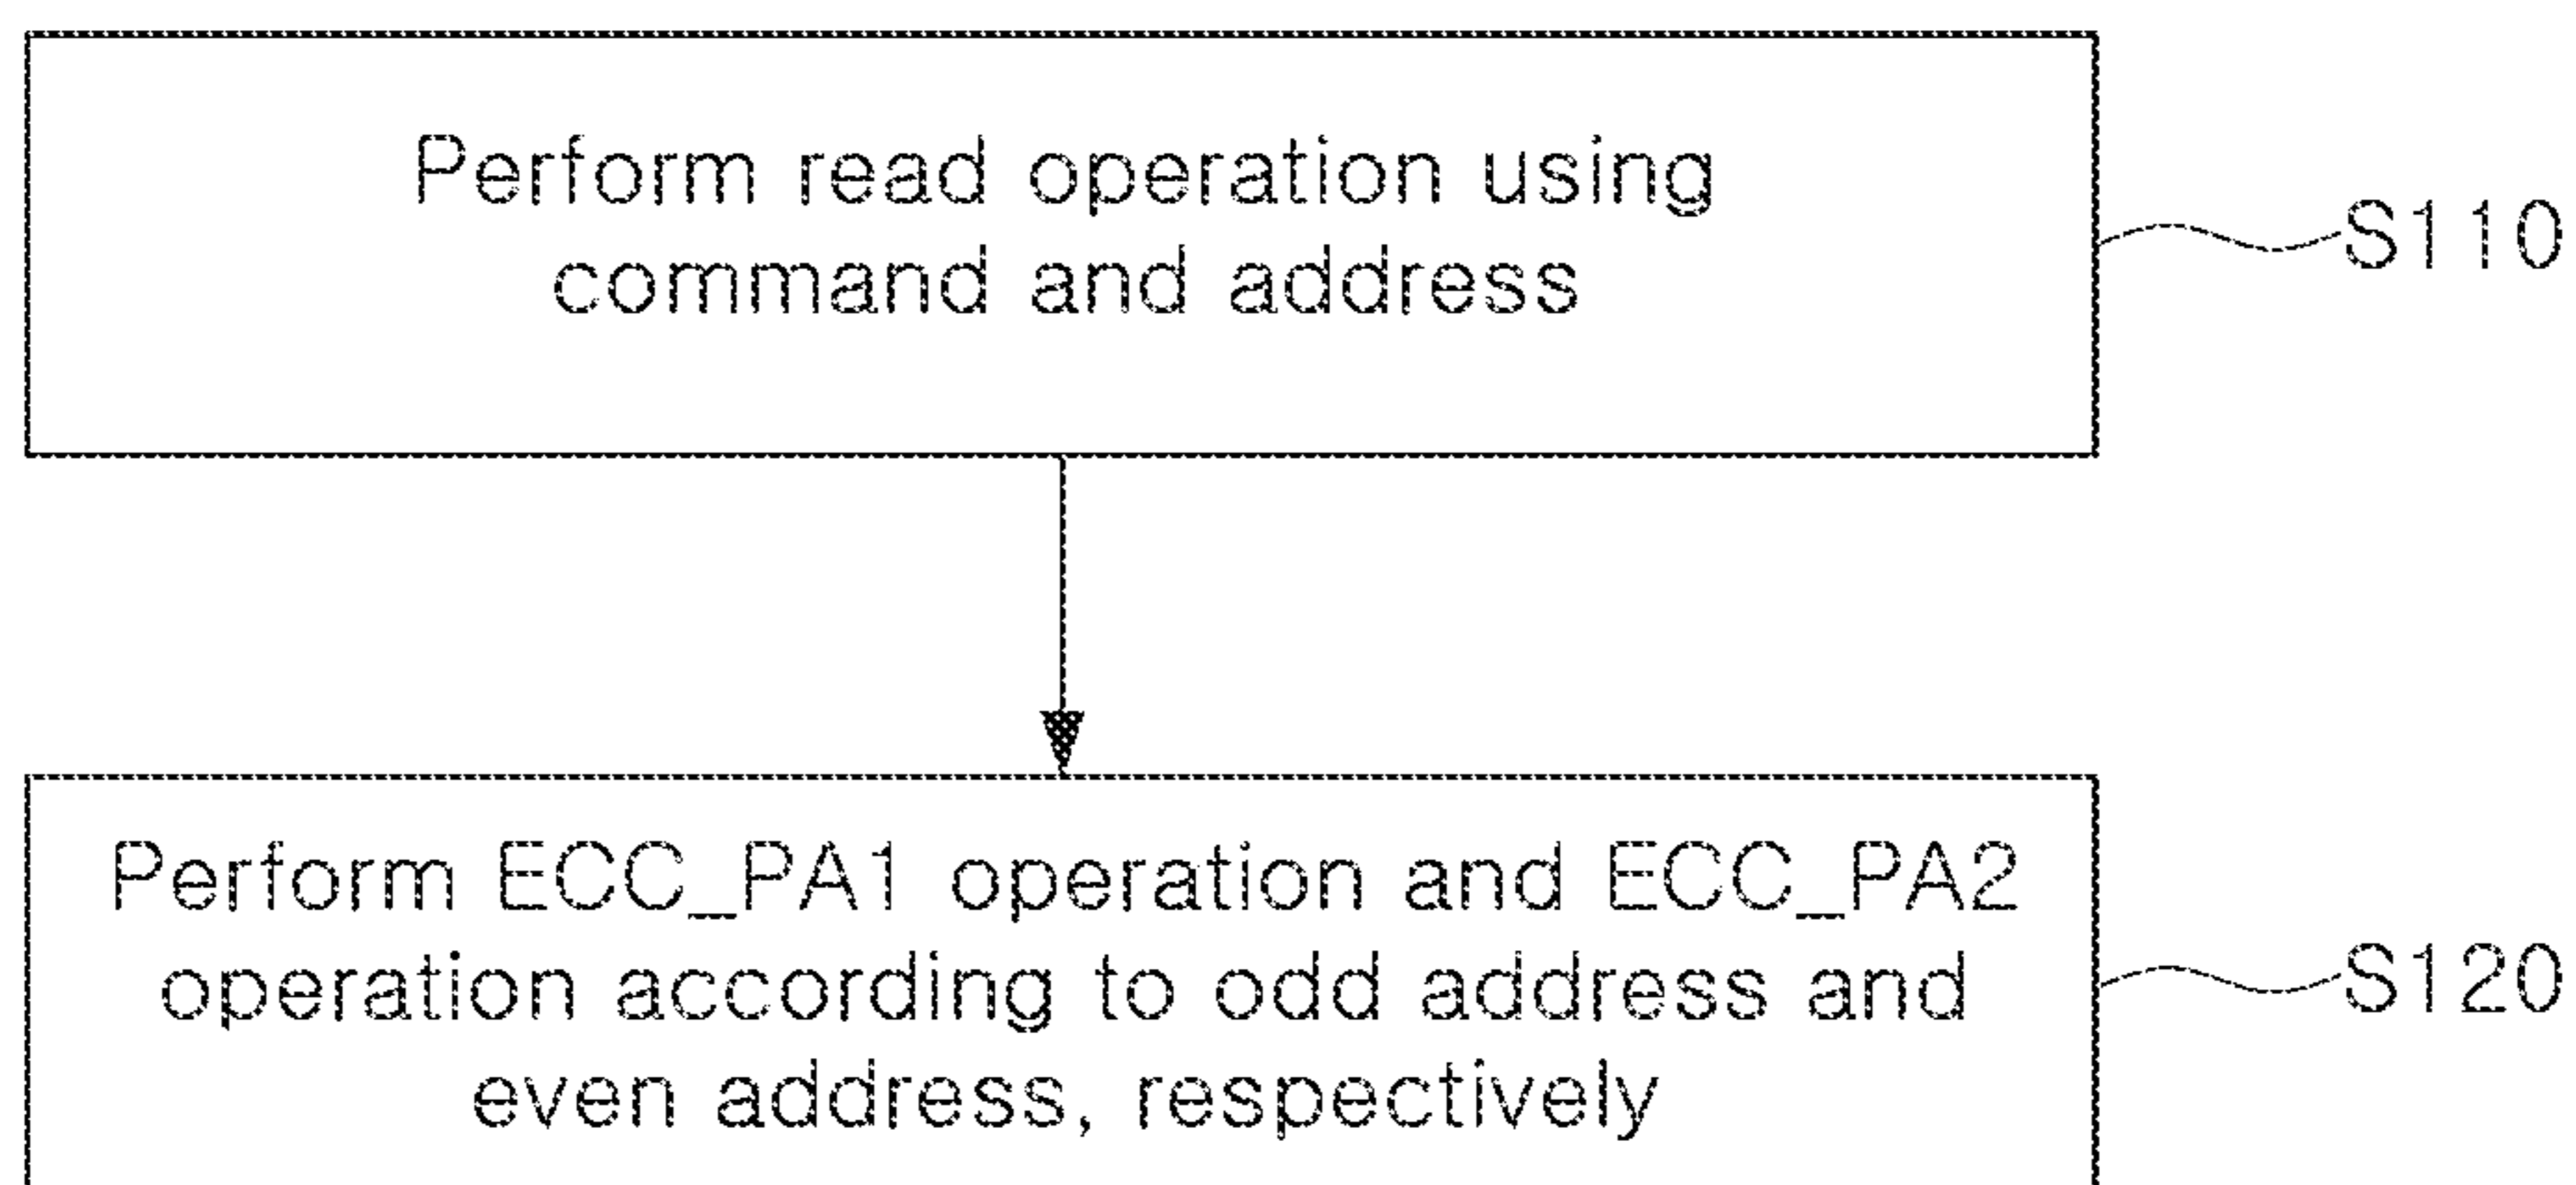 Perform read operation using
command and address
S110
Perform ECC_PA1 operation and ECC_PA2
operation according to odd address and
even address, respectively
S120